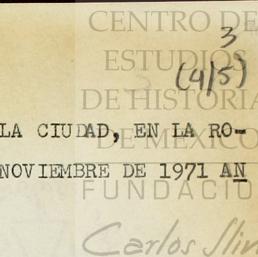 CENTRO DE
ESTUDIOS
DE HISTORIA
DE MEXICO
FUNDACIO
Carlos Slim
3
(4/5)
LA CIUDAD, EN LA RO-
NOVIEMBRE DE 1971 AN